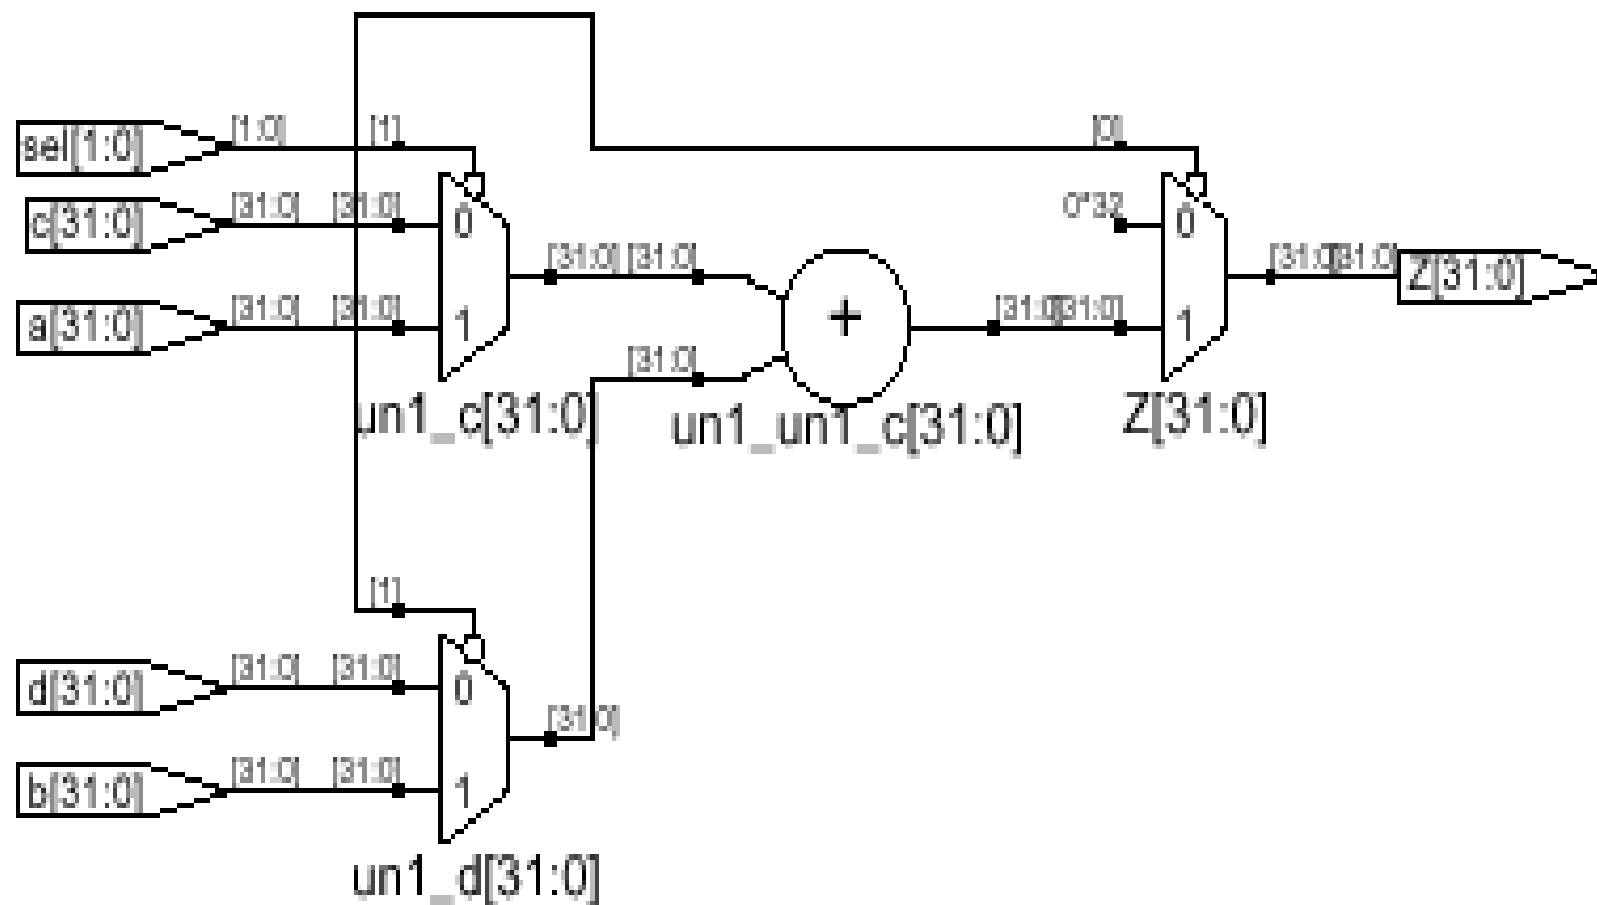 sel[1:0] [1:0] [1] [0]
c[31:0] [31:0] [31:0] 0 0*32 0
[31:0] [31:0] [31:0] [31:0] Z[31:0]
a[31:0] [31:0] [31:0] 1 + [31:0] [31:0] 1
[31:0]
un1_c[31:0] un1_un1_c[31:0] Z[31:0]
[1]
d[31:0] [31:0] [31:0] 0
[31:0]
b[31:0] [31:0] [31:0] 1
un1_d[31:0]